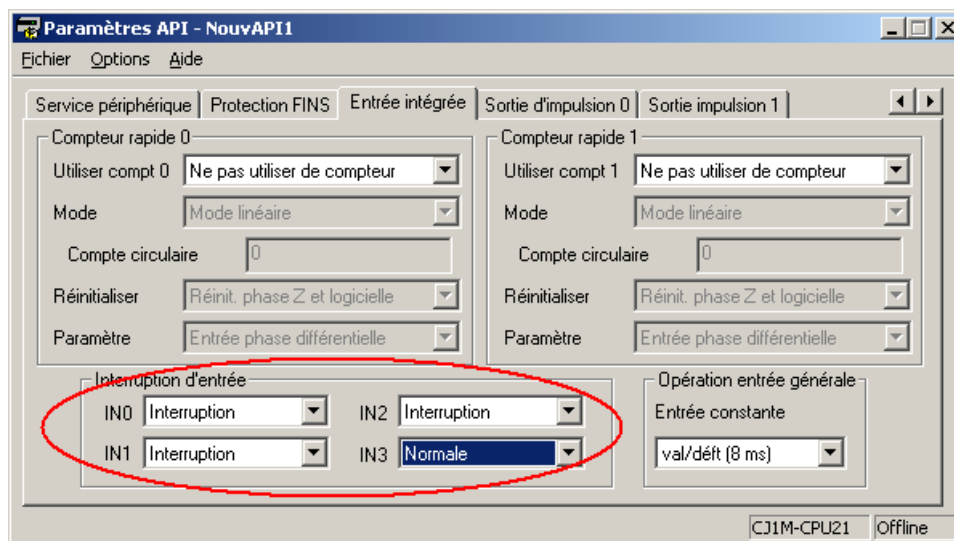 Paramètres API - NouvAPI1
Fichier Options Aide
Service périphérique Protection FINS Entrée intégrée Sortie d'impulsion 0 Sortie impulsion 1
Compteur rapide 0
Utiliser compt 0 Ne pas utiliser de compteur
Mode Mode linéaire
Compte circulaire 0
Réinitialiser Réinit. phase Z et logicielle
Paramètre Entrée phase différentielle
Compteur rapide 1
Utiliser compt 1 Ne pas utiliser de compteur
Mode Mode linéaire
Compte circulaire 0
Réinitialiser Réinit. phase Z et logicielle
Paramètre Entrée phase différentielle
Interruption d'entrée
IN0 Interruption IN2 Interruption
IN1 Interruption IN3 Normale
Opération entrée générale
Entrée constante
val/déft (8 ms)
CJ1M-CPU21 Offline